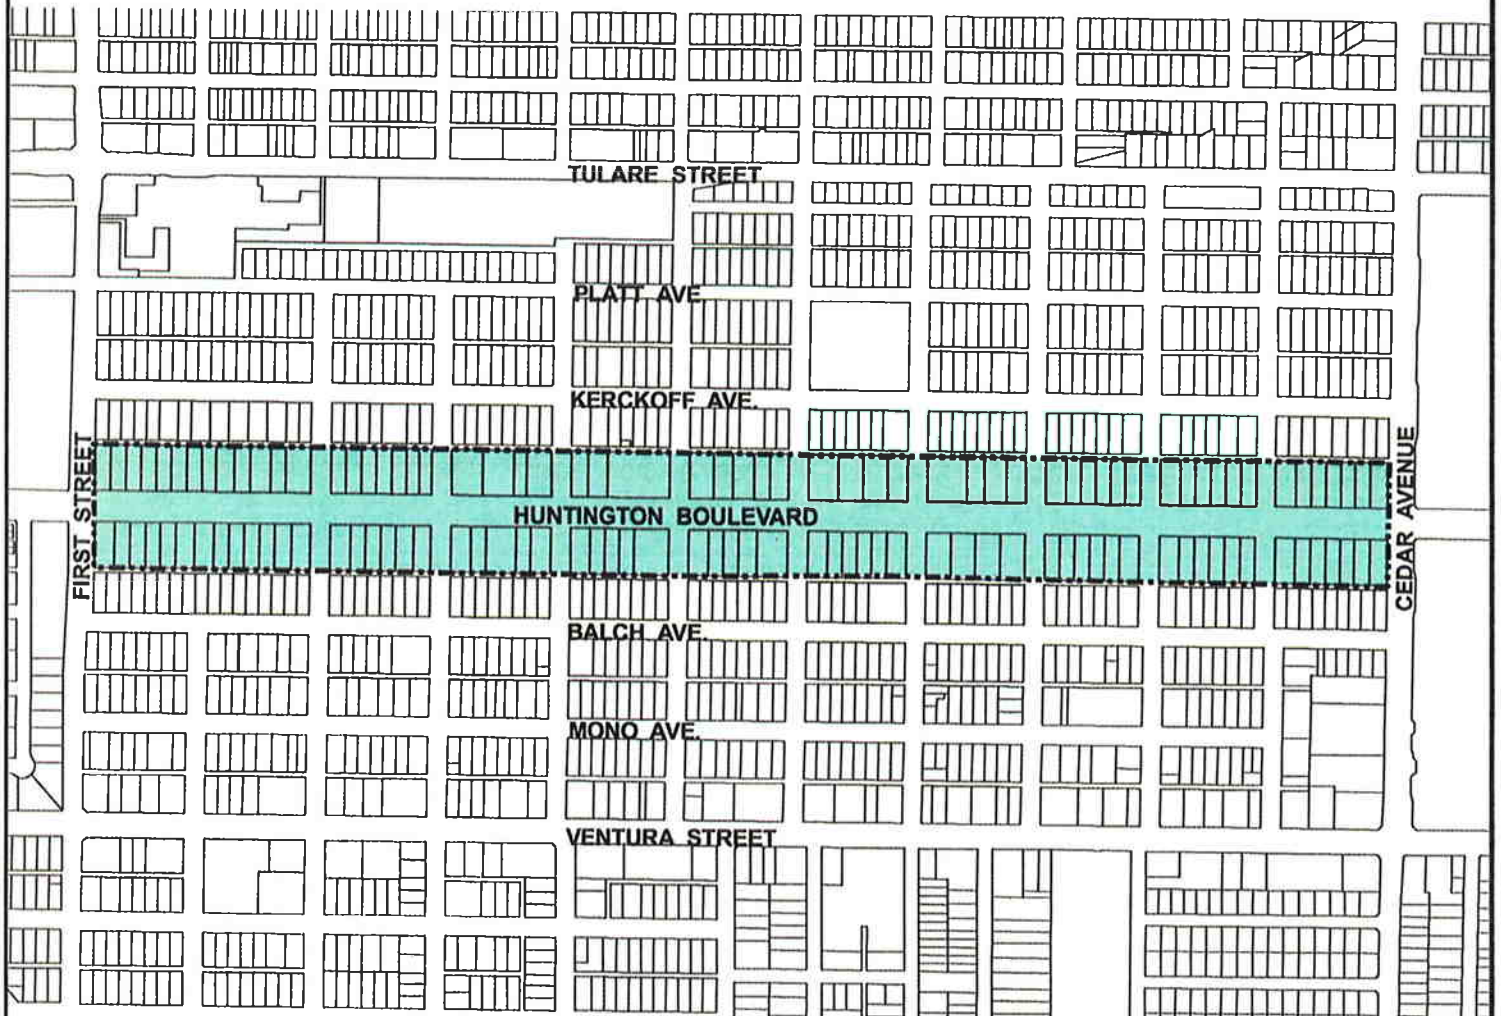 TULARE STREET
PLATT AVE.
KERCKOFF AVE.
FIRST STREET
HUNTINGTON BOULEVARD
CEDAR AVENUE
BALCH AVE.
MONO AVE.
VENTURA STREET